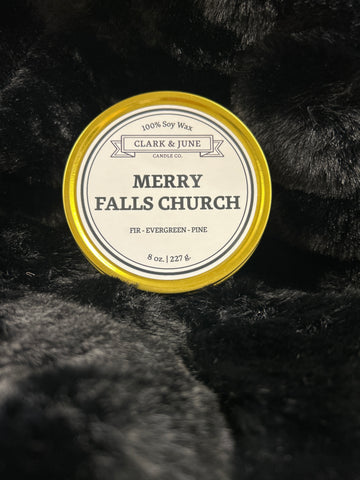 100% Soy Wax
CLARK & JUNE
CANDLE CO.
MERRY
FALLS CHURCH
FIR - EVERGREEN - PINE
8 oz. | 227 g.